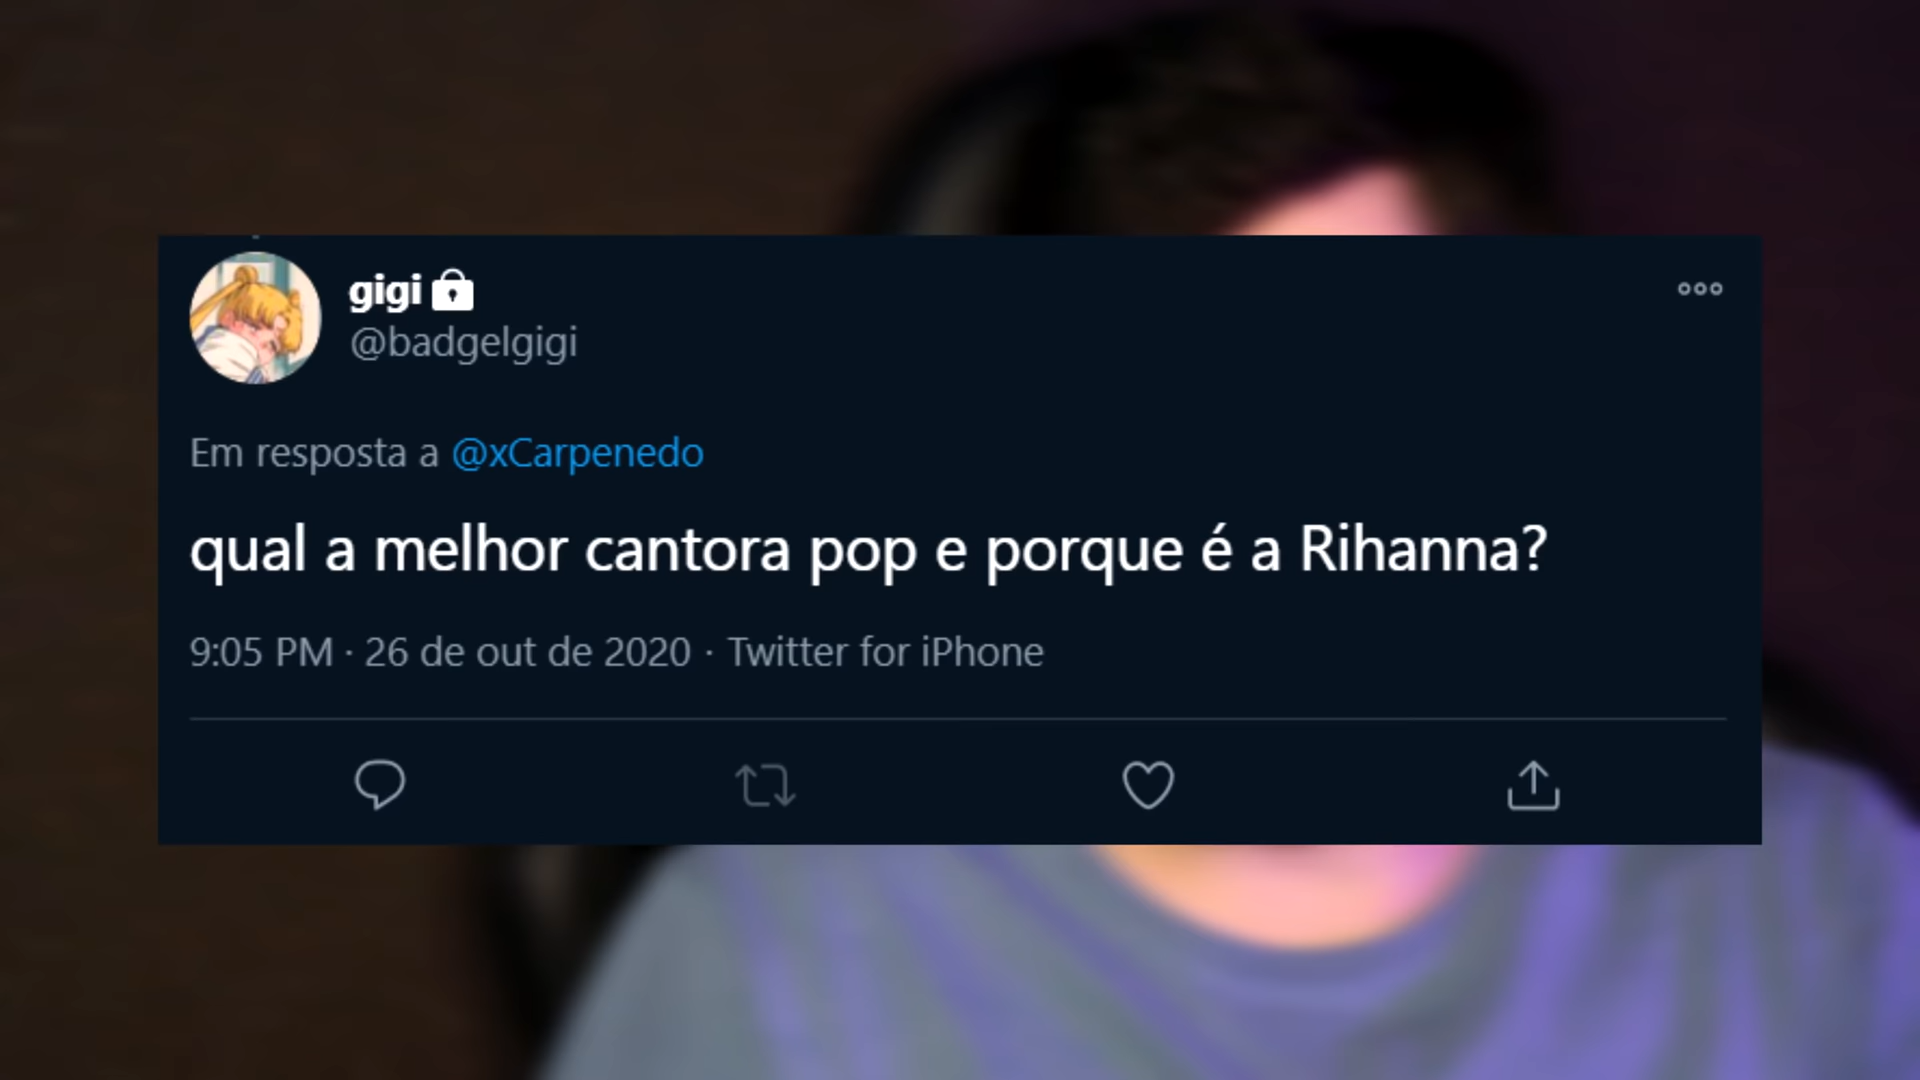 gigi
@badgelgigi
Em resposta a @xCarpenedo
qual a melhor cantora pop e porque é a Rihanna?
9:05 PM · 26 de out de 2020 · Twitter for iPhone